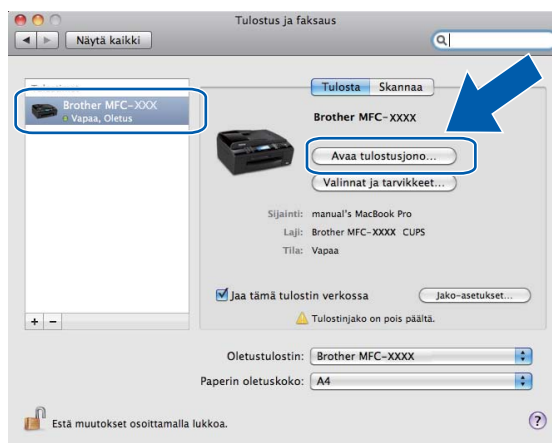 Tulostus ja faksaus
Näytä kaikki
Tulosta Skannaa
Brother MFC-XXX
Vapaa, Oletus
Brother MFC-XXXX
Avaa tulostusjono...
Valinnat ja tarvikkeet...
Sijainti: manual's MacBook Pro
Laji: Brother MFC-XXXX CUPS
Tila: Vapaa
Jaa tämä tulostin verkossa
Jako-asetukset...
Tulostinjako on pois päältä.
+ −
Oletustulostin: Brother MFC-XXXX
Paperin oletuskoko: A4
Estä muutokset osoittamalla lukkoa.
?